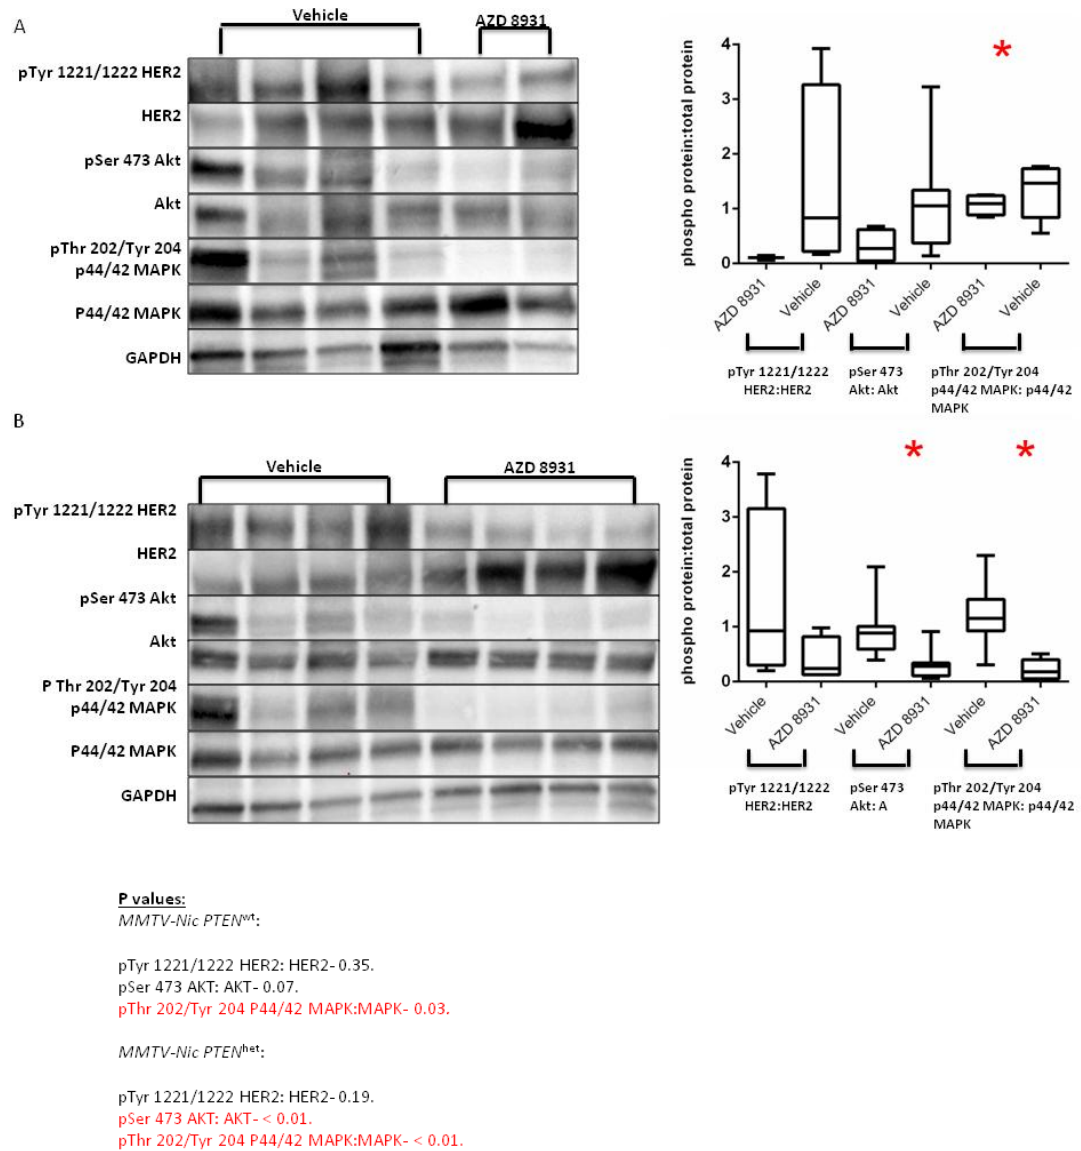 A
Vehicle
AZD 8931
pTyr 1221/1222 HER2
HER2
pSer 473 Akt
Akt
pThr 202/Tyr 204
p44/42 MAPK
P44/42 MAPK
GAPDH
phospho protein:total protein
4
*
3
2
1
0
AZD 8931
Vehicle
AZD 8931
Vehicle
AZD 8931
Vehicle
pTyr 1221/1222
HER2:HER2
pSer 473
Akt: Akt
pThr 202/Tyr 204
p44/42 MAPK: p44/42
MAPK
B
Vehicle
AZD 8931
pTyr 1221/1222 HER2
HER2
pSer 473 Akt
Akt
P Thr 202/Tyr 204
p44/42 MAPK
P44/42 MAPK
GAPDH
phospho protein:total protein
* *
4
3
2
1
0
Vehicle
AZD 8931
Vehicle
AZD 8931
Vehicle
AZD 8931
pTyr 1221/1222
HER2:HER2
pSer 473
Akt: A
pThr 202/Tyr 204
p44/42 MAPK: p44/42
MAPK
P values:
MMTV-Nic PTENwt:
pTyr 1221/1222 HER2: HER2- 0.35.
pSer 473 AKT: AKT- 0.07.
pThr 202/Tyr 204 P44/42 MAPK:MAPK- 0.03.
MMTV-Nic PTENhet:
pTyr 1221/1222 HER2: HER2- 0.19.
pSer 473 AKT: AKT- < 0.01.
pThr 202/Tyr 204 P44/42 MAPK:MAPK- < 0.01.